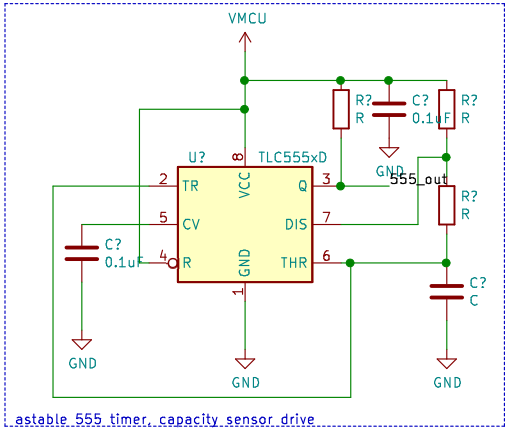 VMCU
R?
R
C?
0.1uF
R?
R
GND
U?
TLC555xD
8
VCC
2
TR
Q
3
555_out
R?
R
5
CV
DIS
7
C?
0.1uF
4
R
GND
THR
6
1
C?
C
GND
GND
GND
astable 555 timer, capacity sensor drive